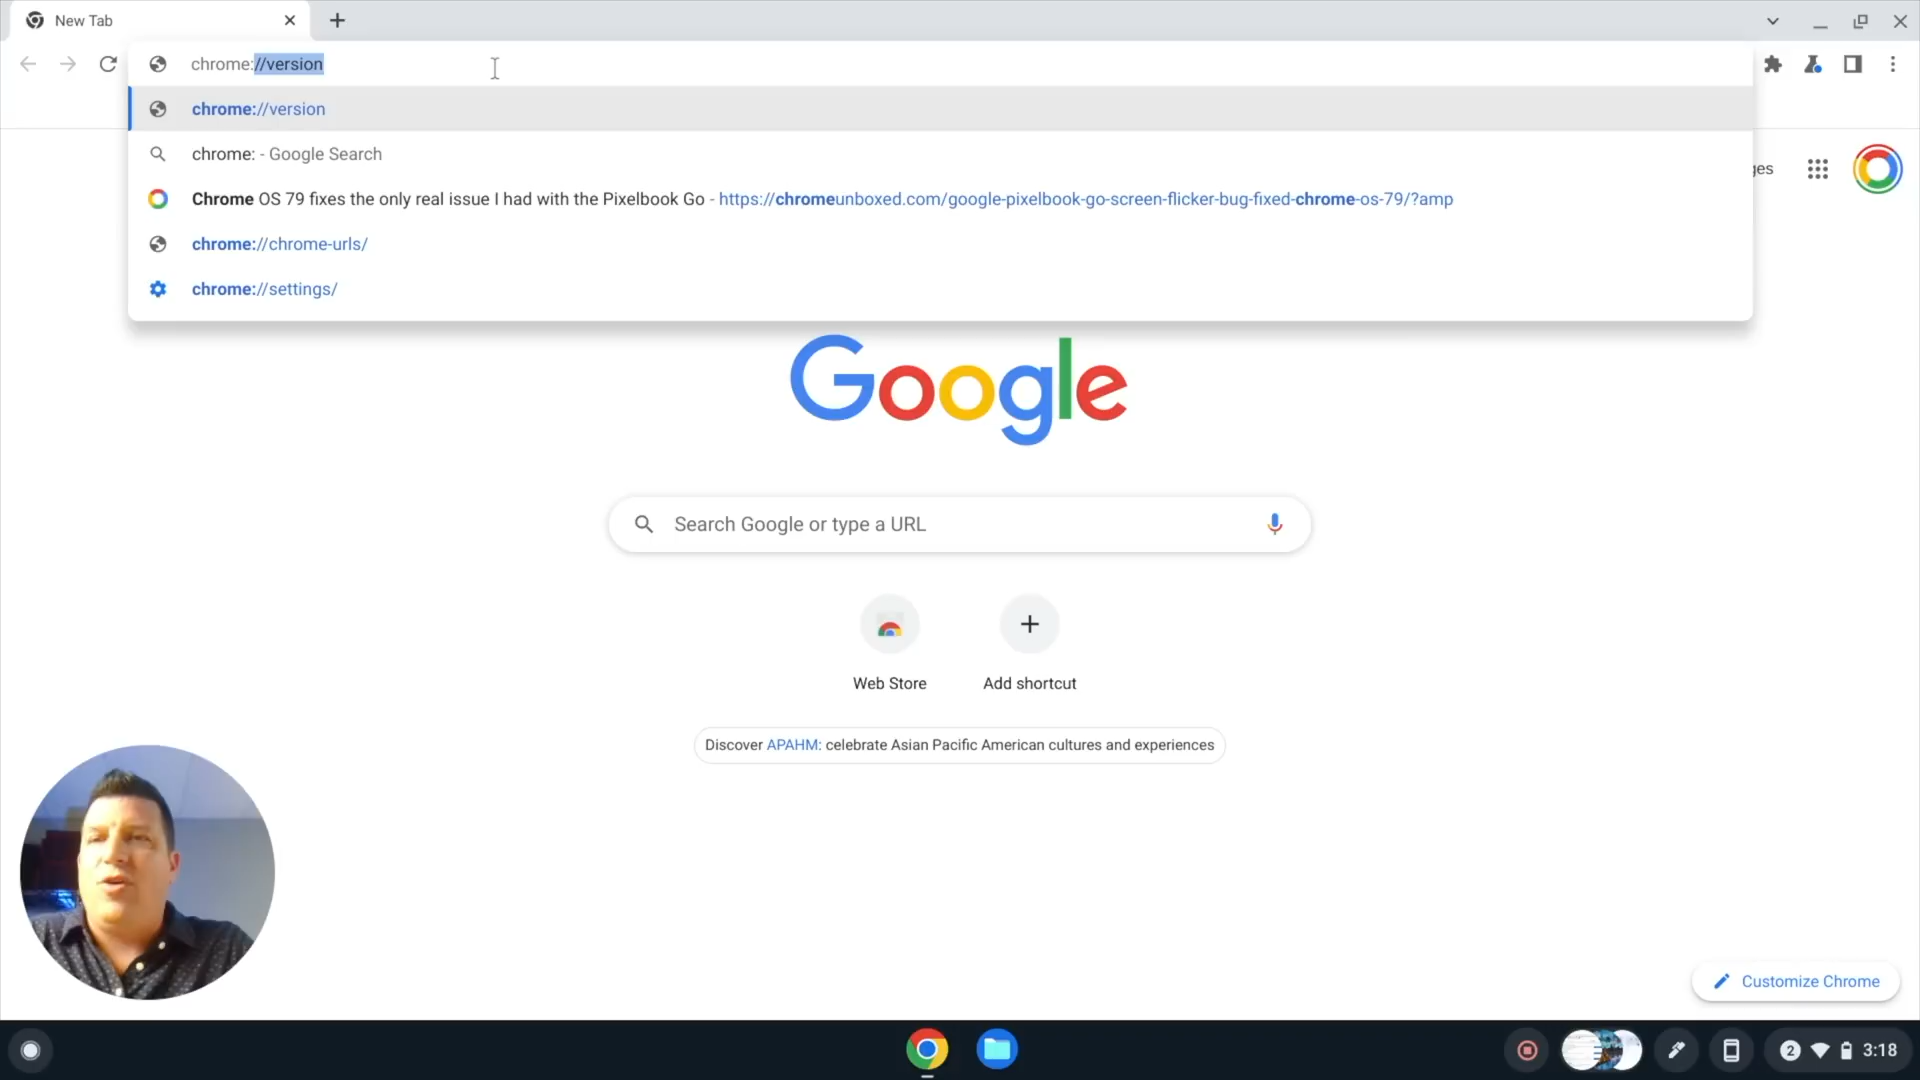 New Tab
chrome://version
chrome://version
chrome: - Google Search
Chrome OS 79 fixes the only real issue I had with the Pixelbook Go - https://chromeunboxed.com/google-pixelbook-go-screen-flicker-bug-fixed-chrome-os-79/?amp
chrome://chrome-urls/
chrome://settings/
Google
Search Google or type a URL
Web Store
Add shortcut
Discover APAHM: celebrate Asian Pacific American cultures and experiences
Customize Chrome
2
3:18